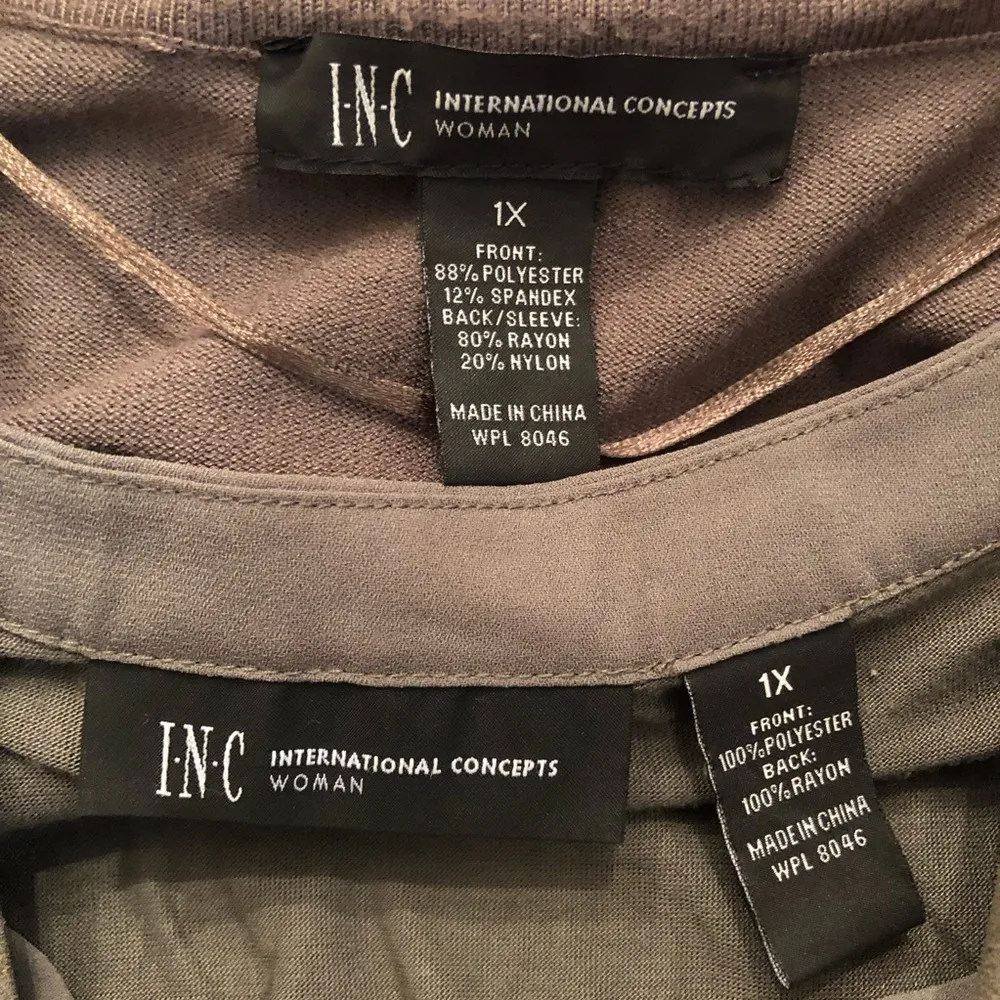 I·N·C INTERNATIONAL CONCEPTS
WOMAN
1X
FRONT:
88% POLYESTER
12% SPANDEX
BACK/SLEEVE:
80% RAYON
20% NYLON
MADE IN CHINA
WPL 8046
I·N·C INTERNATIONAL CONCEPTS
WOMAN
1X
FRONT:
100% POLYESTER
BACK:
100% RAYON
MADE IN CHINA
WPL 8046